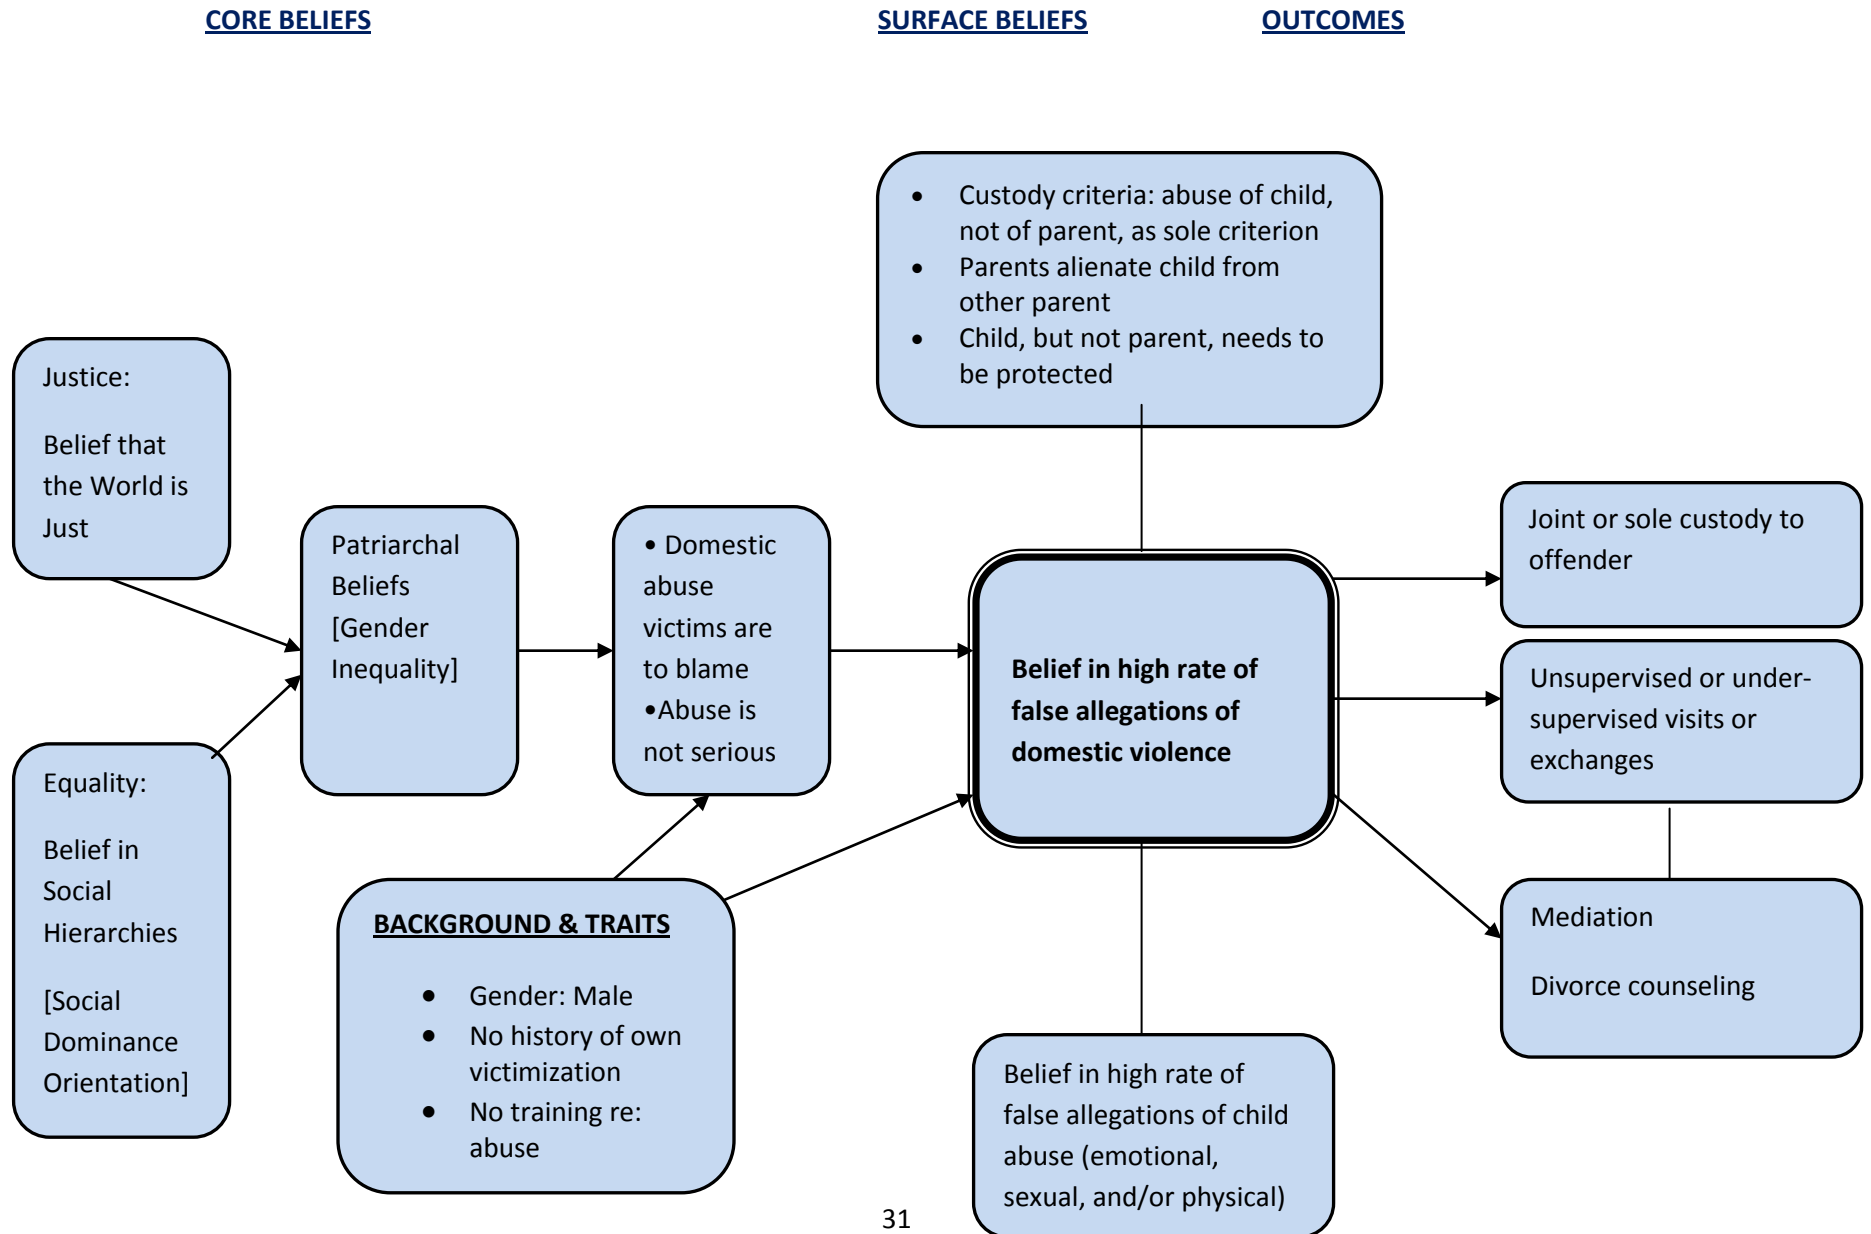 CORE BELIEFS
SURFACE BELIEFS
OUTCOMES
• Custody criteria: abuse of child,
not of parent, as sole criterion
• Parents alienate child from
other parent
• Child, but not parent, needs to
be protected
Justice:
Belief that
the World is
Just
Equality:
Belief in
Social
Hierarchies
[Social
Dominance
Orientation]
Patriarchal
Beliefs
[Gender
Inequality]
• Domestic
abuse
victims are
to blame
•Abuse is
not serious
BACKGROUND & TRAITS
• Gender: Male
• No history of own
victimization
• No training re:
abuse
Belief in high rate of
false allegations of
domestic violence
Belief in high rate of
false allegations of child
abuse (emotional,
sexual, and/or physical)
Joint or sole custody to
offender
Unsupervised or under-
supervised visits or
exchanges
Mediation
Divorce counseling
31